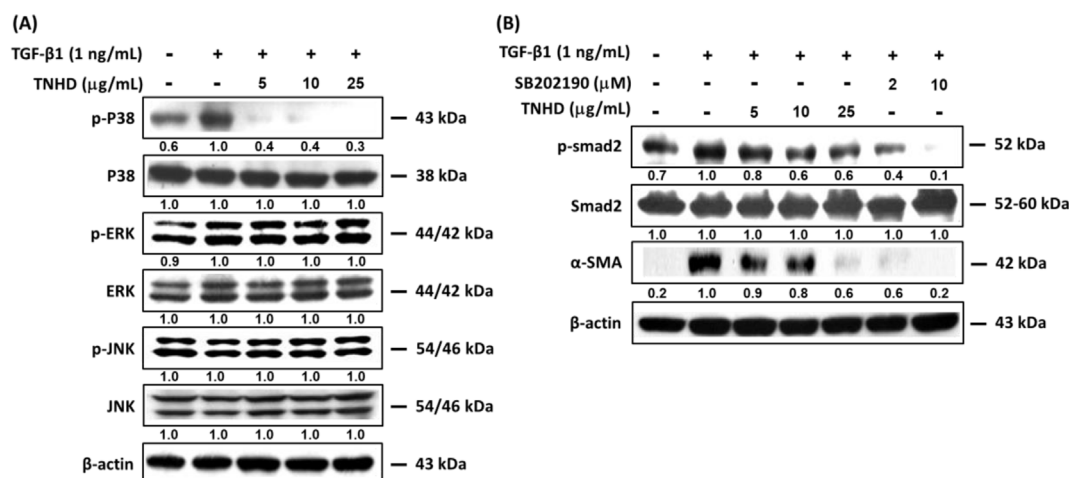 (A)
TGF-β1 (1 ng/mL) - + + + +
TNHD (μg/mL) - - 5 10 25
p-P38 43 kDa
0.6 1.0 0.4 0.4 0.3
P38 38 kDa
1.0 1.0 1.0 1.0 1.0
p-ERK 44/42 kDa
0.9 1.0 1.0 1.0 1.0
ERK 44/42 kDa
1.0 1.0 1.0 1.0 1.0
p-JNK 54/46 kDa
1.0 1.0 1.0 1.0 1.0
JNK 54/46 kDa
1.0 1.0 1.0 1.0 1.0
β-actin 43 kDa
(B)
TGF-β1 (1 ng/mL) - + + + + + +
SB202190 (μM) - - - - - 2 10
TNHD (μg/mL) - - 5 10 25 - -
p-smad2 52 kDa
0.7 1.0 0.8 0.6 0.6 0.4 0.1
Smad2 52-60 kDa
1.0 1.0 1.0 1.0 1.0 1.0 1.0
α-SMA 42 kDa
0.2 1.0 0.9 0.8 0.6 0.6 0.2
β-actin 43 kDa